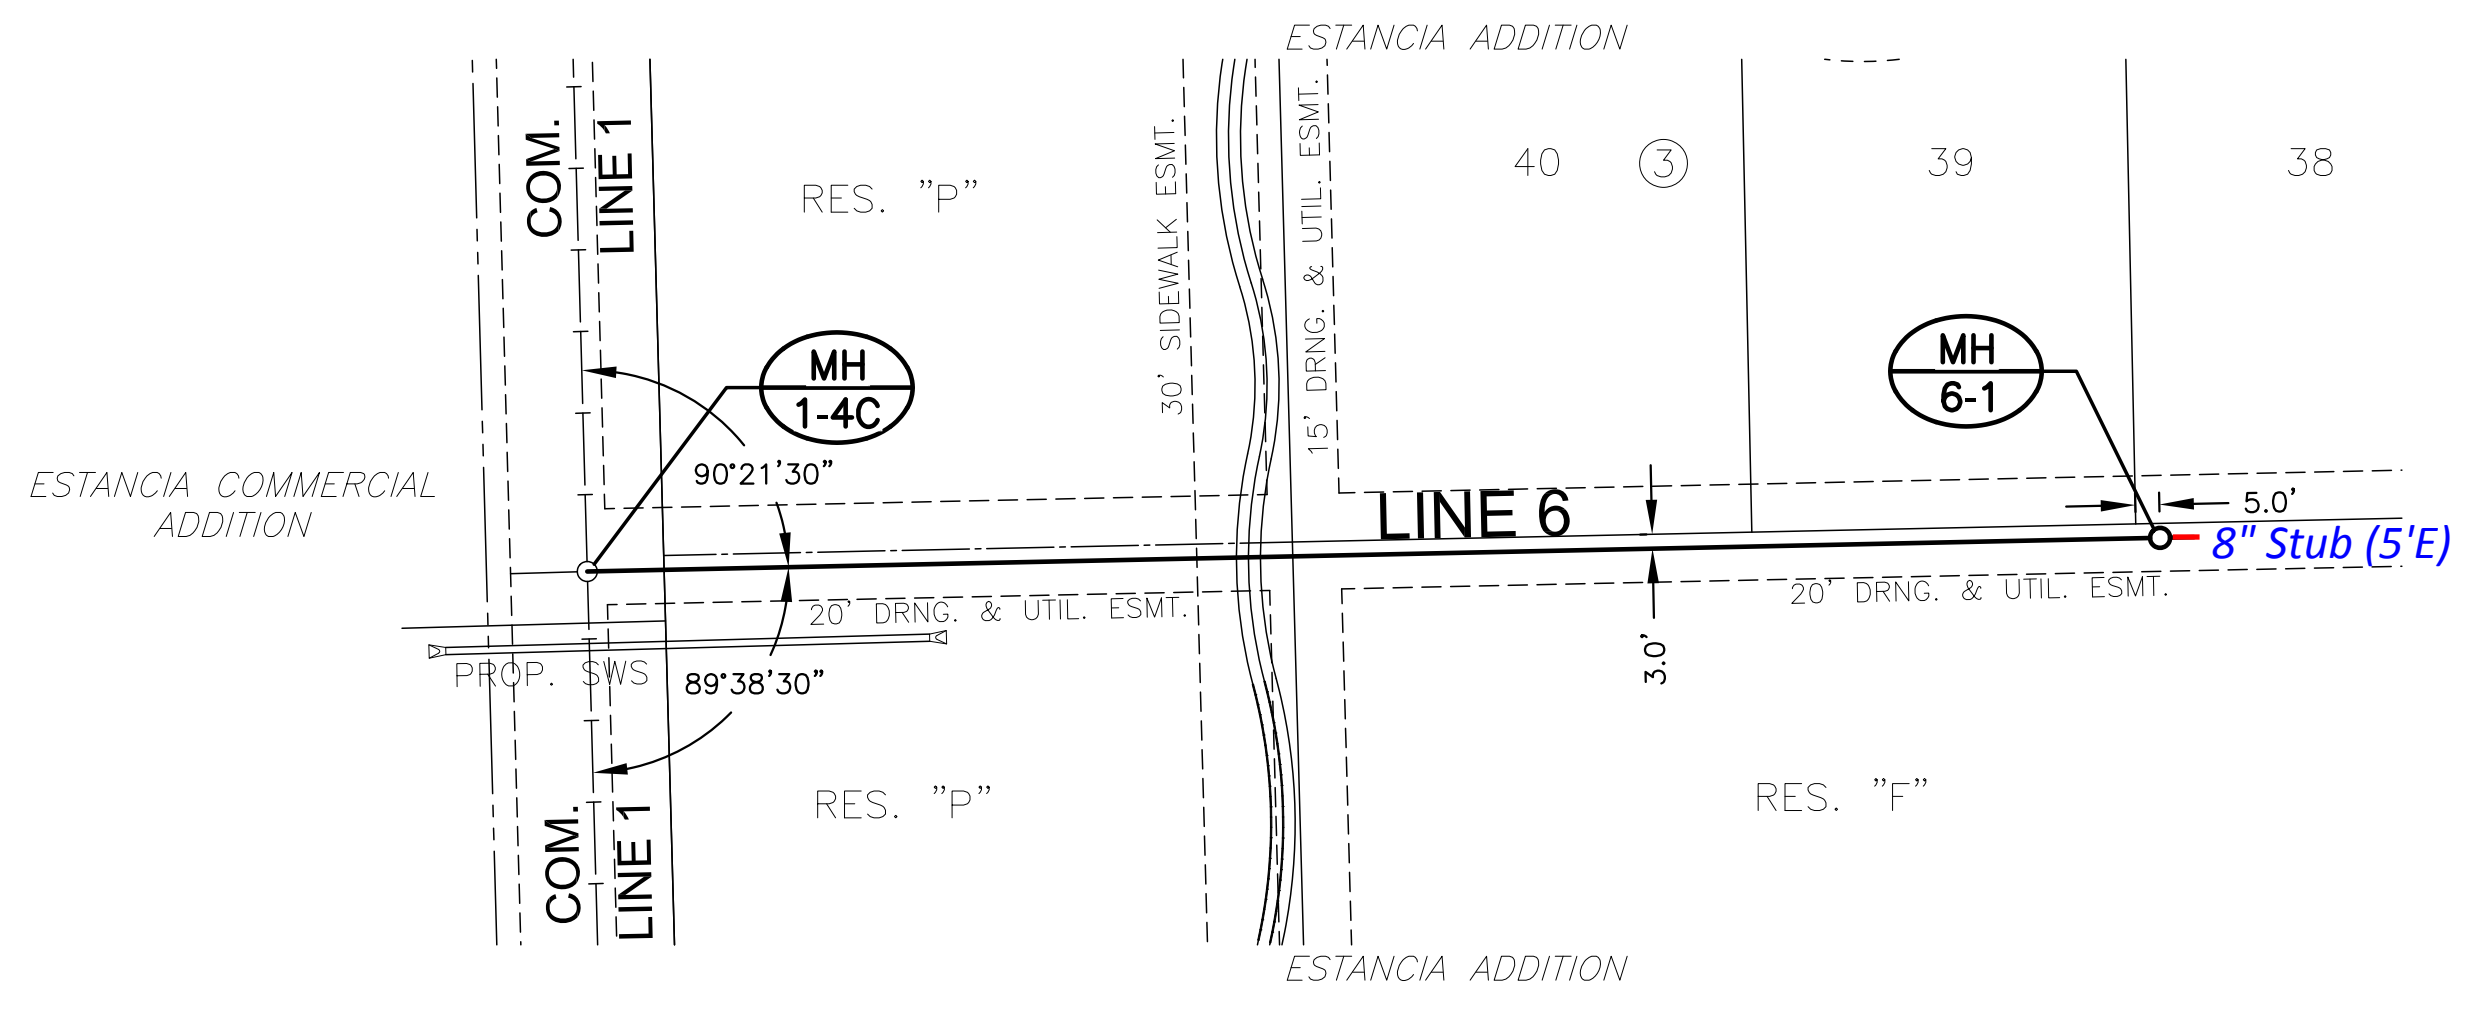 ESTANCIA ADDITION
COM.
LINE 1
RES. "P"
30' SIDEWALK ESMT.
15' DRNG. & UTIL. ESMT.
40
3
39
38
MH
1-4C
MH
6-1
90°21'30"
ESTANCIA COMMERCIAL
ADDITION
LINE 6
5.0'
8" Stub (5'E)
20' DRNG. & UTIL. ESMT.
20' DRNG. & UTIL. ESMT.
3.0'
PROP. SWS
89°38'30"
COM.
LINE 1
RES. "P"
RES. "F"
ESTANCIA ADDITION